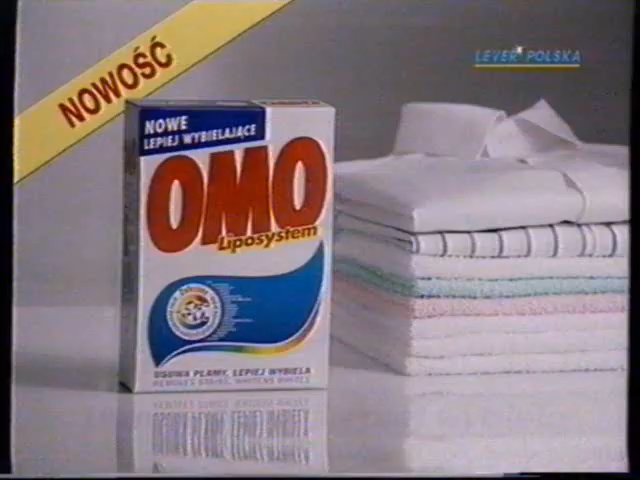 NOWOŚĆ
LEVER POLSKA
NOWE
LEPIEJ WYBIELAJĄCE
OMO
Liposystem
USUWA PLAMY, LEPIEJ WYBIELA
REMOVES STAINS, WHITENS WHITES